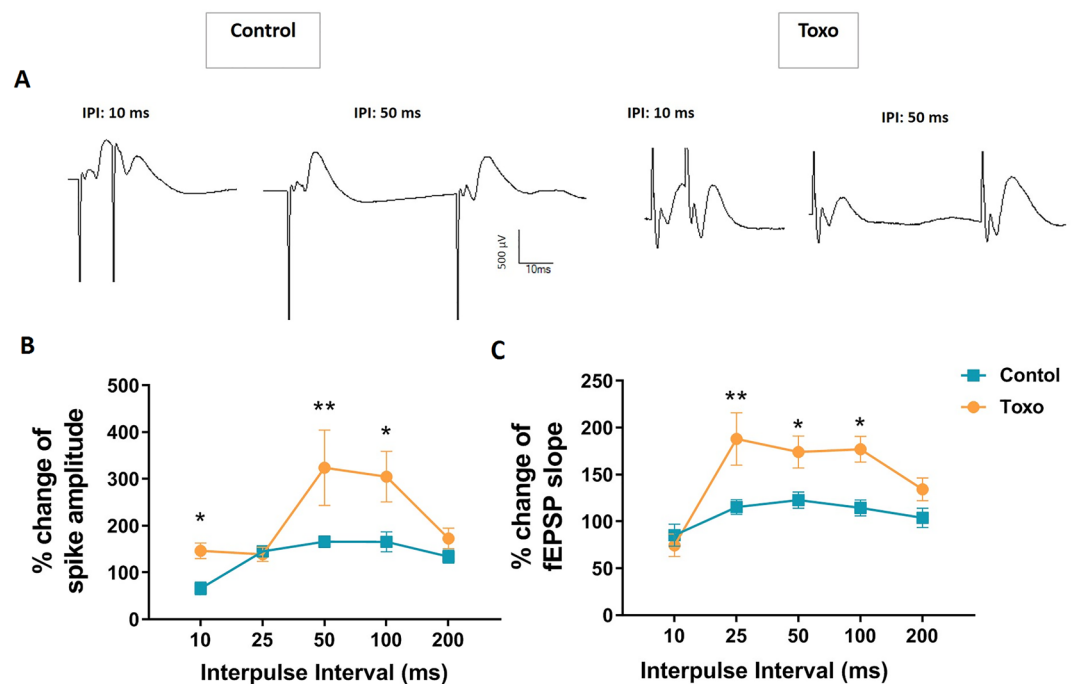 Control
Toxo
A
IPI: 10 ms
IPI: 50 ms
IPI: 10 ms
IPI: 50 ms
500 µV
10ms
B
% change of
spike amplitude
500
400
300
200
100
0
*
**
*
10
25
50
100
200
Interpulse Interval (ms)
C
% change of
fEPSP slope
250
200
150
100
50
0
**
*
*
10
25
50
100
200
Interpulse Interval (ms)
Contol
Toxo